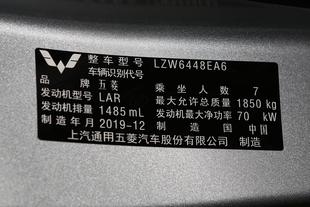 整车型号 LZW6448EA6
车辆识别代号
品牌 五菱 乘坐人数 7
发动机型号 LAR 最大允许总质量 1850 kg
发动机排量 1485 mL 发动机最大净功率 70 kW
制造年月 2019-12 制造国 中国
上汽通用五菱汽车股份有限公司 制造